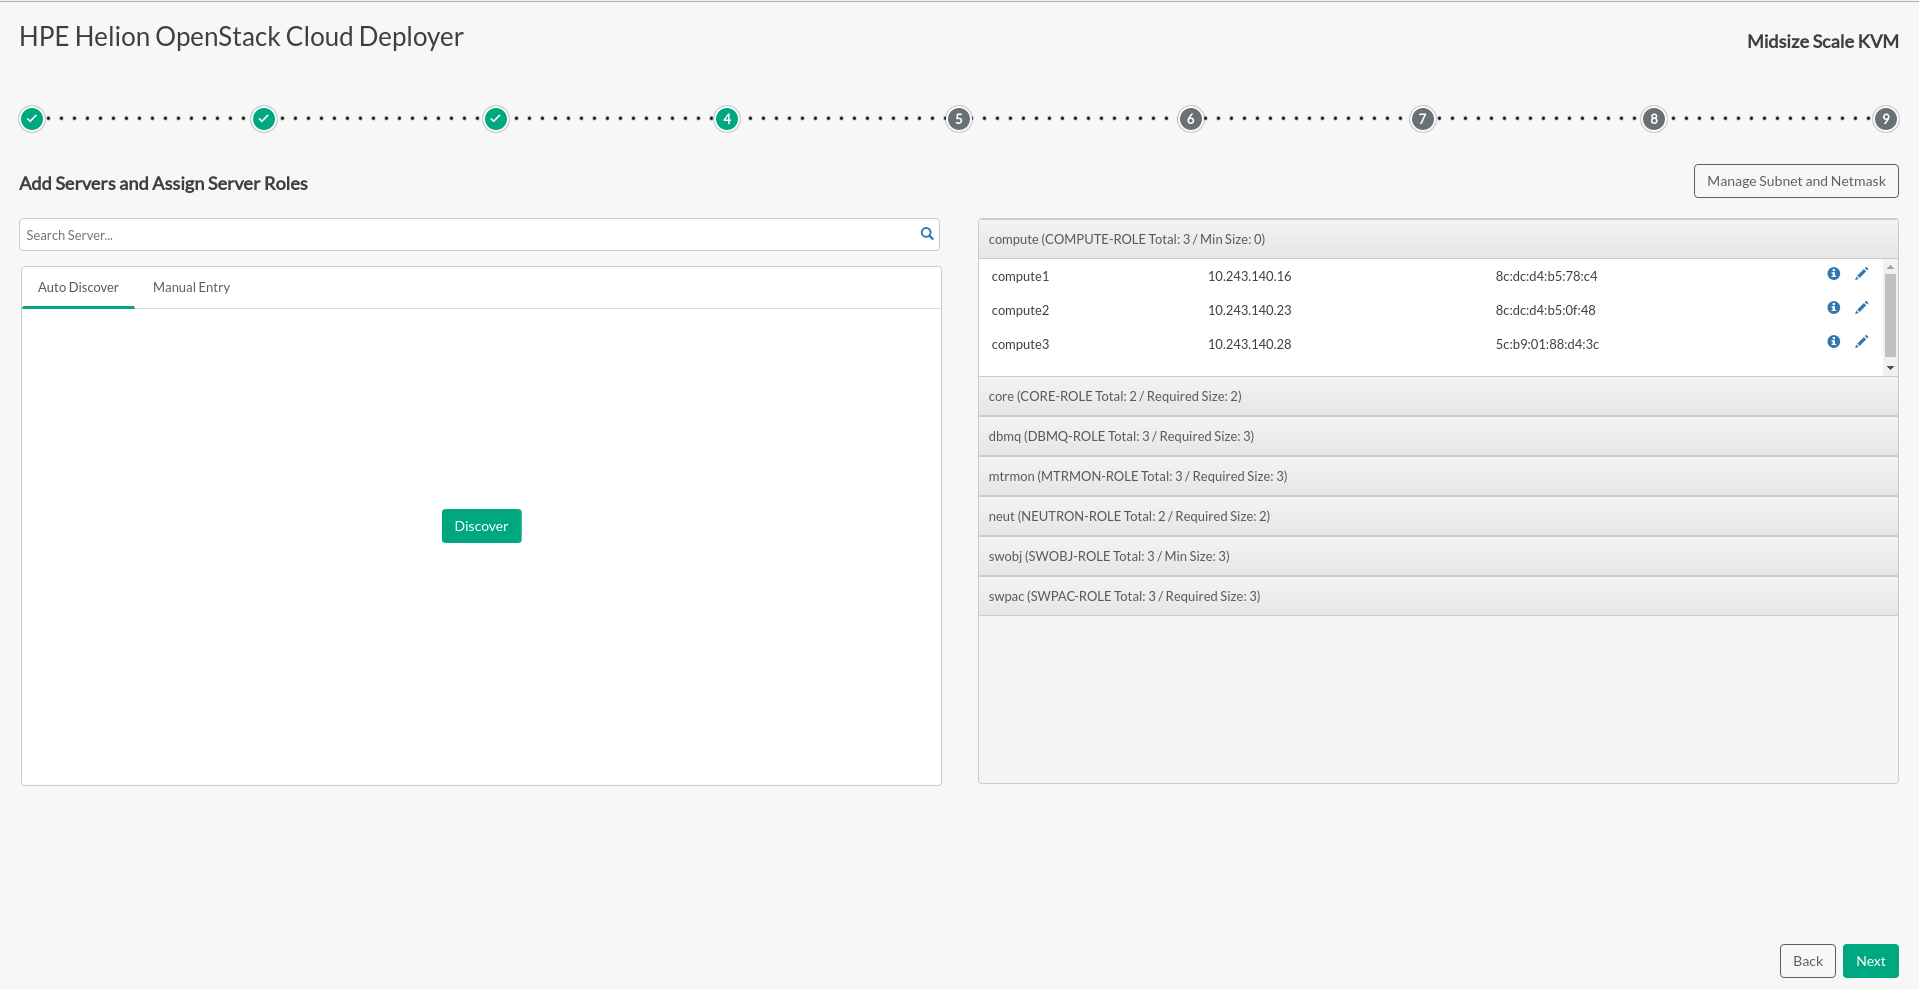 HPE Helion OpenStack Cloud Deployer
Midsize Scale KVM
4 5 6 7 8 9
Add Servers and Assign Server Roles
Manage Subnet and Netmask
Search Server...
Auto Discover Manual Entry
Discover
compute (COMPUTE-ROLE Total: 3 / Min Size: 0)
compute1 10.243.140.16 8c:dc:d4:b5:78:c4
compute2 10.243.140.23 8c:dc:d4:b5:0f:48
compute3 10.243.140.28 5c:b9:01:88:d4:3c
core (CORE-ROLE Total: 2 / Required Size: 2)
dbmq (DBMQ-ROLE Total: 3 / Required Size: 3)
mtrmon (MTRMON-ROLE Total: 3 / Required Size: 3)
neut (NEUTRON-ROLE Total: 2 / Required Size: 2)
swobj (SWOBJ-ROLE Total: 3 / Min Size: 3)
swpac (SWPAC-ROLE Total: 3 / Required Size: 3)
Back Next